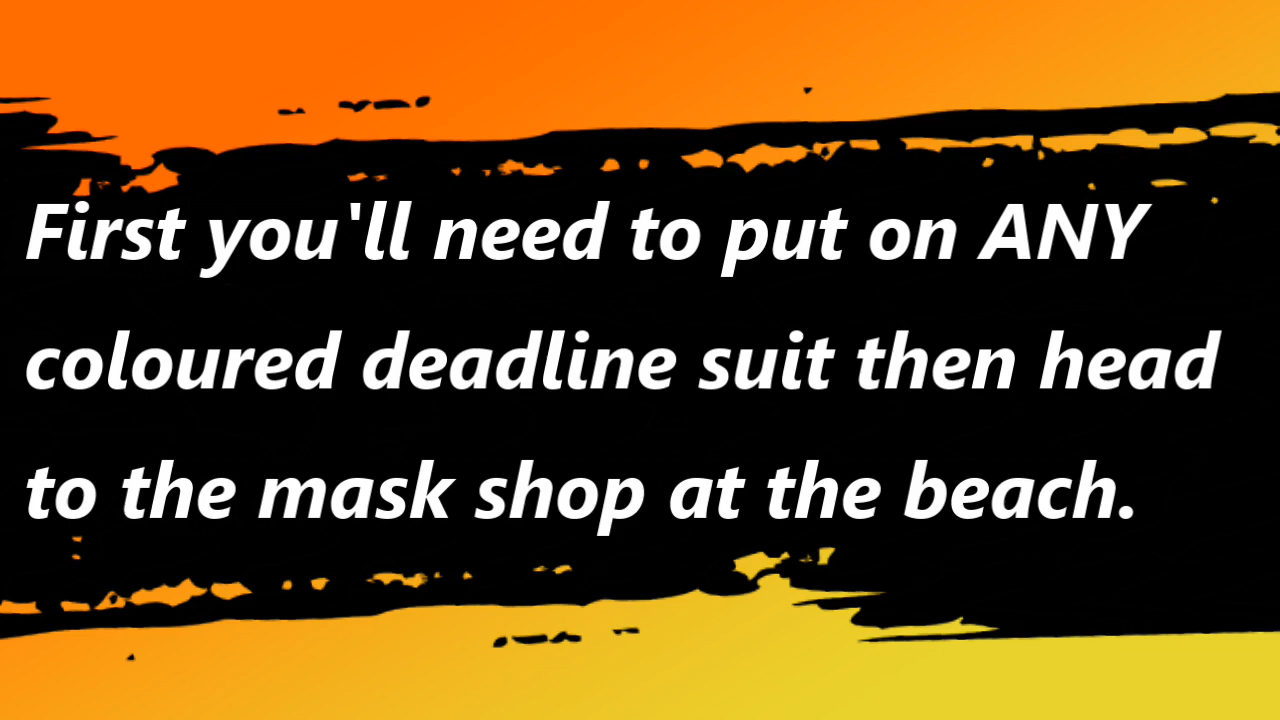 First you'll need to put on ANY
coloured deadline suit then head
to the mask shop at the beach.